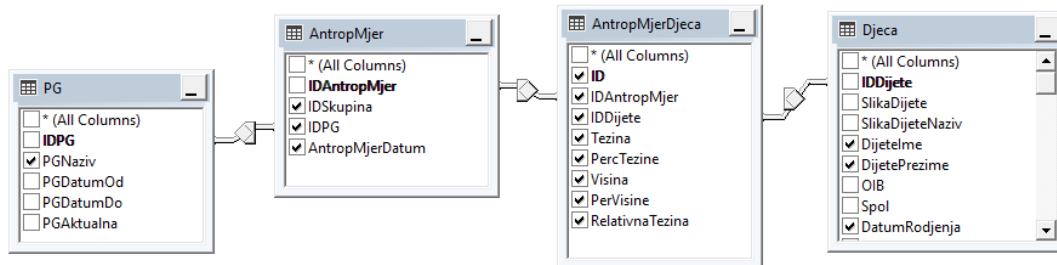 PG
* (All Columns)
IDPG
PGNaziv
PGDatumOd
PGDatumDo
PGAktualna
AntropMjer
* (All Columns)
IDAntropMjer
IDSkupina
IDPG
AntropMjerDatum
AntropMjerDjeca
* (All Columns)
ID
IDAntropMjer
IDDijete
Tezina
PercTezine
Visina
PerVisine
RelativnaTezina
Djeca
* (All Columns)
IDDijete
SlikaDijete
SlikaDijeteNaziv
DijeteIme
DijetePrezime
OIB
Spol
DatumRodjenja